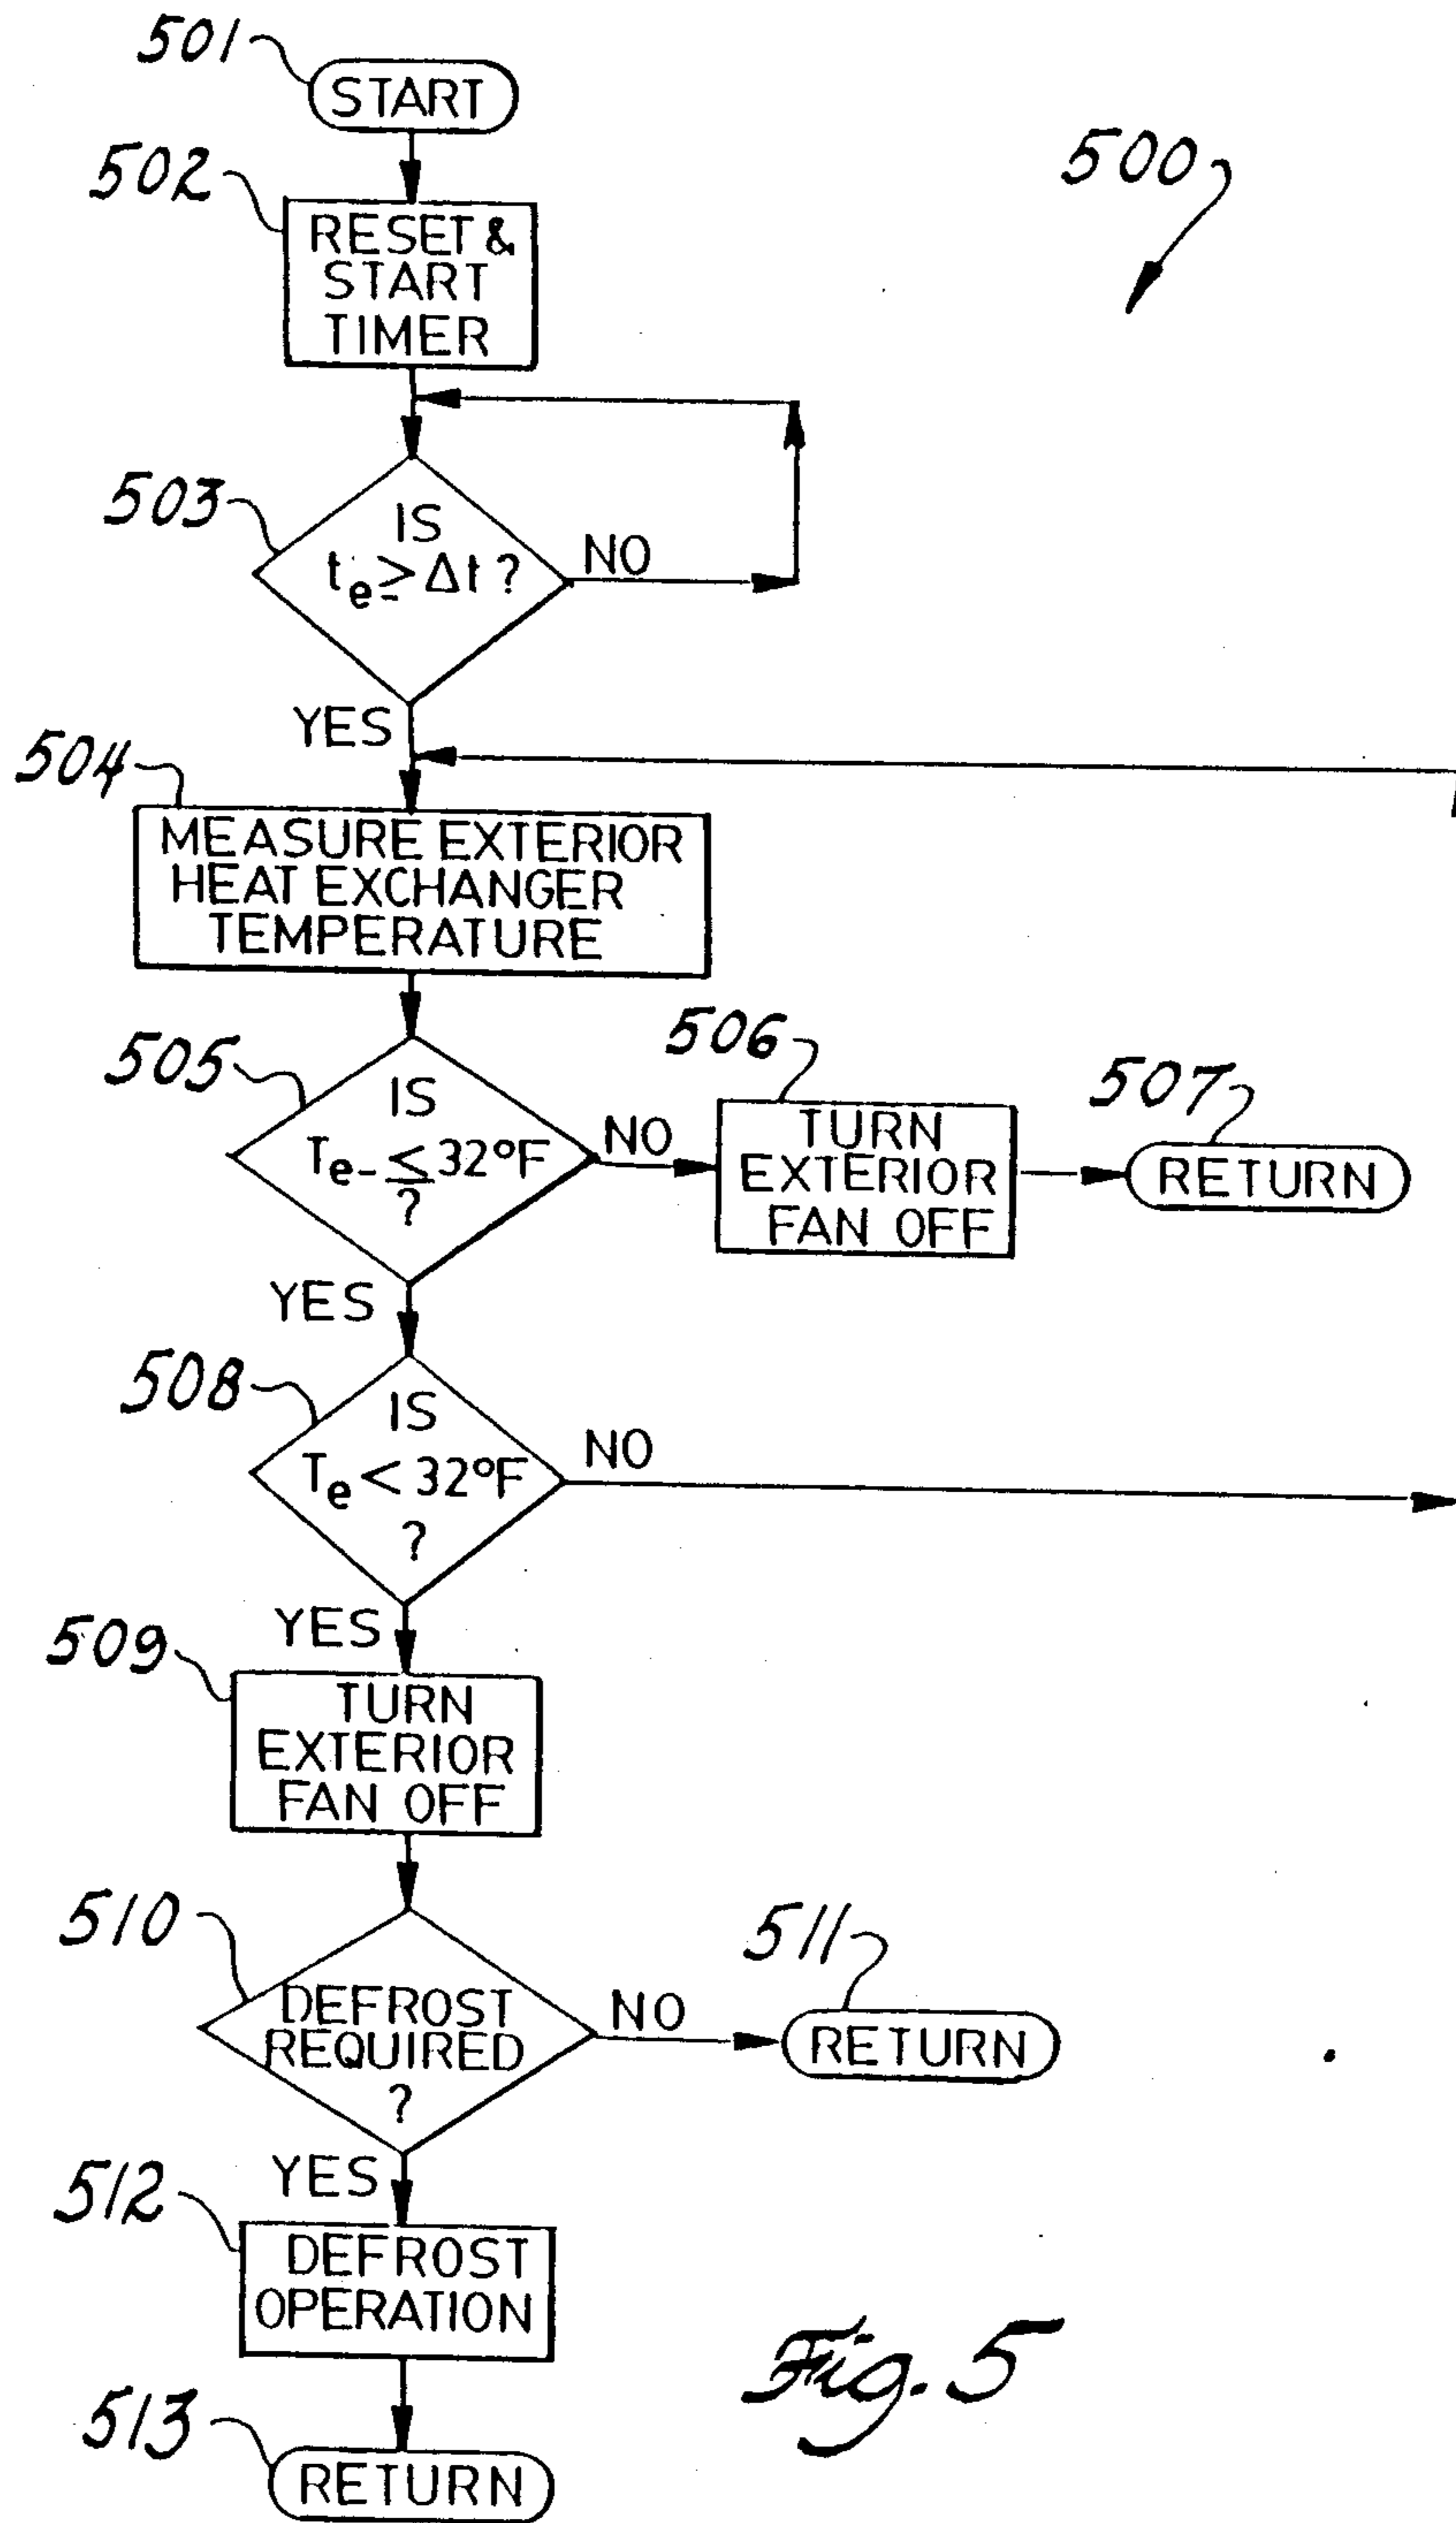 501
START
500
502
RESET &
START
TIMER
503
IS
te ≥ Δt ?
NO
YES
504
MEASURE EXTERIOR
HEAT EXCHANGER
TEMPERATURE
505
IS
Te- ≤ 32°F
?
NO
506
TURN
EXTERIOR
FAN OFF
507
RETURN
YES
508
IS
Te < 32°F
?
NO
YES
509
TURN
EXTERIOR
FAN OFF
510
DEFROST
REQUIRED
?
NO
511
RETURN
YES
512
DEFROST
OPERATION
513
RETURN
Fig. 5